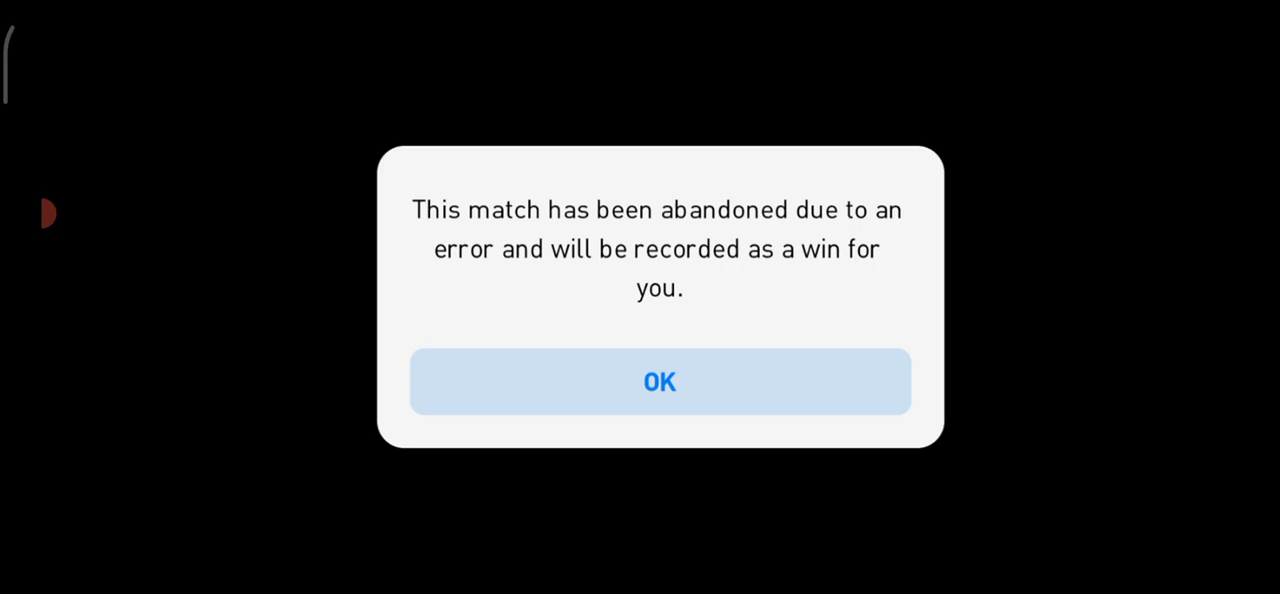 This match has been abandoned due to an
error and will be recorded as a win for
you.
OK